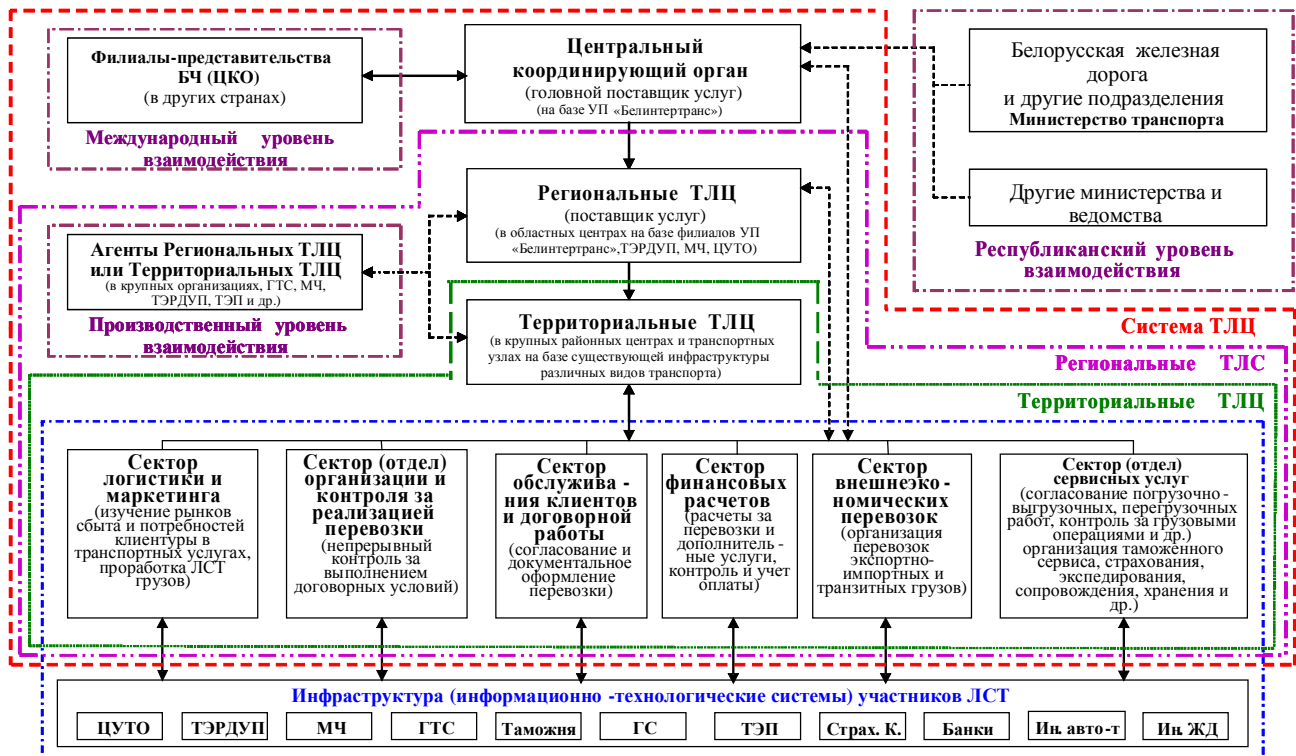 Филиалы-представительства
БЧ (ЦКО)
(в других странах)
Международный уровень
взаимодействия
Центральный
координирующий орган
(головной поставщик услуг)
(на базе УП «Белинтертранс»)
Белорусская железная
дорога
и другие подразделения
Министерство транспорта
Другие министерства и
ведомства
Республиканский уровень
взаимодействия
Региональные ТЛЦ
(поставщик услуг)
(в областных центрах на базе филиалов УП
«Белинтертранс»,ТЭРДУП, МЧ, ЦУТО)
Агенты Региональных ТЛЦ
или Территориальных ТЛЦ
(в крупных организациях, ГТС, МЧ,
ТЭРДУП, ТЭП и др.)
Производственный уровень
взаимодействия
Территориальные ТЛЦ
(в крупных районных центрах и транспортных
узлах на базе существующей инфраструктуры
различных видов транспорта)
Система ТЛЦ
Региональные ТЛС
Территориальные ТЛЦ
Сектор
логистики и
маркетинга
(изучение рынков
сбыта и потребностей
клиентуры в
транспортных услугах,
проработка ЛСТ
грузов)
Сектор (отдел)
организации и
контроля за
реализацией
перевозки
(непрерывный
контроль за
выполнением
договорных условий)
Сектор
обслужива-
ния клиентов
и договорной
работы
(согласование и
документальное
оформление
перевозки)
Сектор
финансовых
расчетов
(расчеты за
перевозки и
дополнитель-
ные услуги,
контроль и учет
оплаты)
Сектор
внешнеэко-
номических
перевозок
(организация
перевозок
экспортно-
импортных и
транзитных грузов)
Сектор (отдел)
сервисных услуг
(согласование погрузочно-
выгрузочных, перегрузочных
работ, контроль за грузовыми
операциями и др.)
организация таможенного
сервиса, страхования,
экспедирования,
сопровождения, хранения и
др.)
Инфраструктура (информационно -технологические системы) участников ЛСТ
ЦУТО
ТЭРДУП
МЧ
ГТС
Таможня
ГС
ТЭП
Страх. К.
Банки
Ин. авто-т
Ин. ЖД